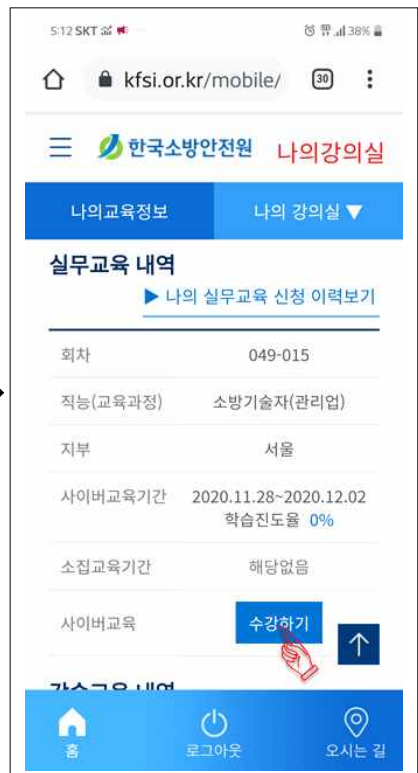 5:12 SKT
38%
kfsi.or.kr/mobile/
30
한국소방안전원 나의강의실
나의교육정보 나의 강의실 ▼
실무교육 내역
▶ 나의 실무교육 신청 이력보기
회차 049-015
직능(교육과정) 소방기술자(관리업)
지부 서울
사이버교육기간 2020.11.28~2020.12.02
학습진도율 0%
소집교육기간 해당없음
사이버교육 수강하기
홈 로그아웃 오시는 길